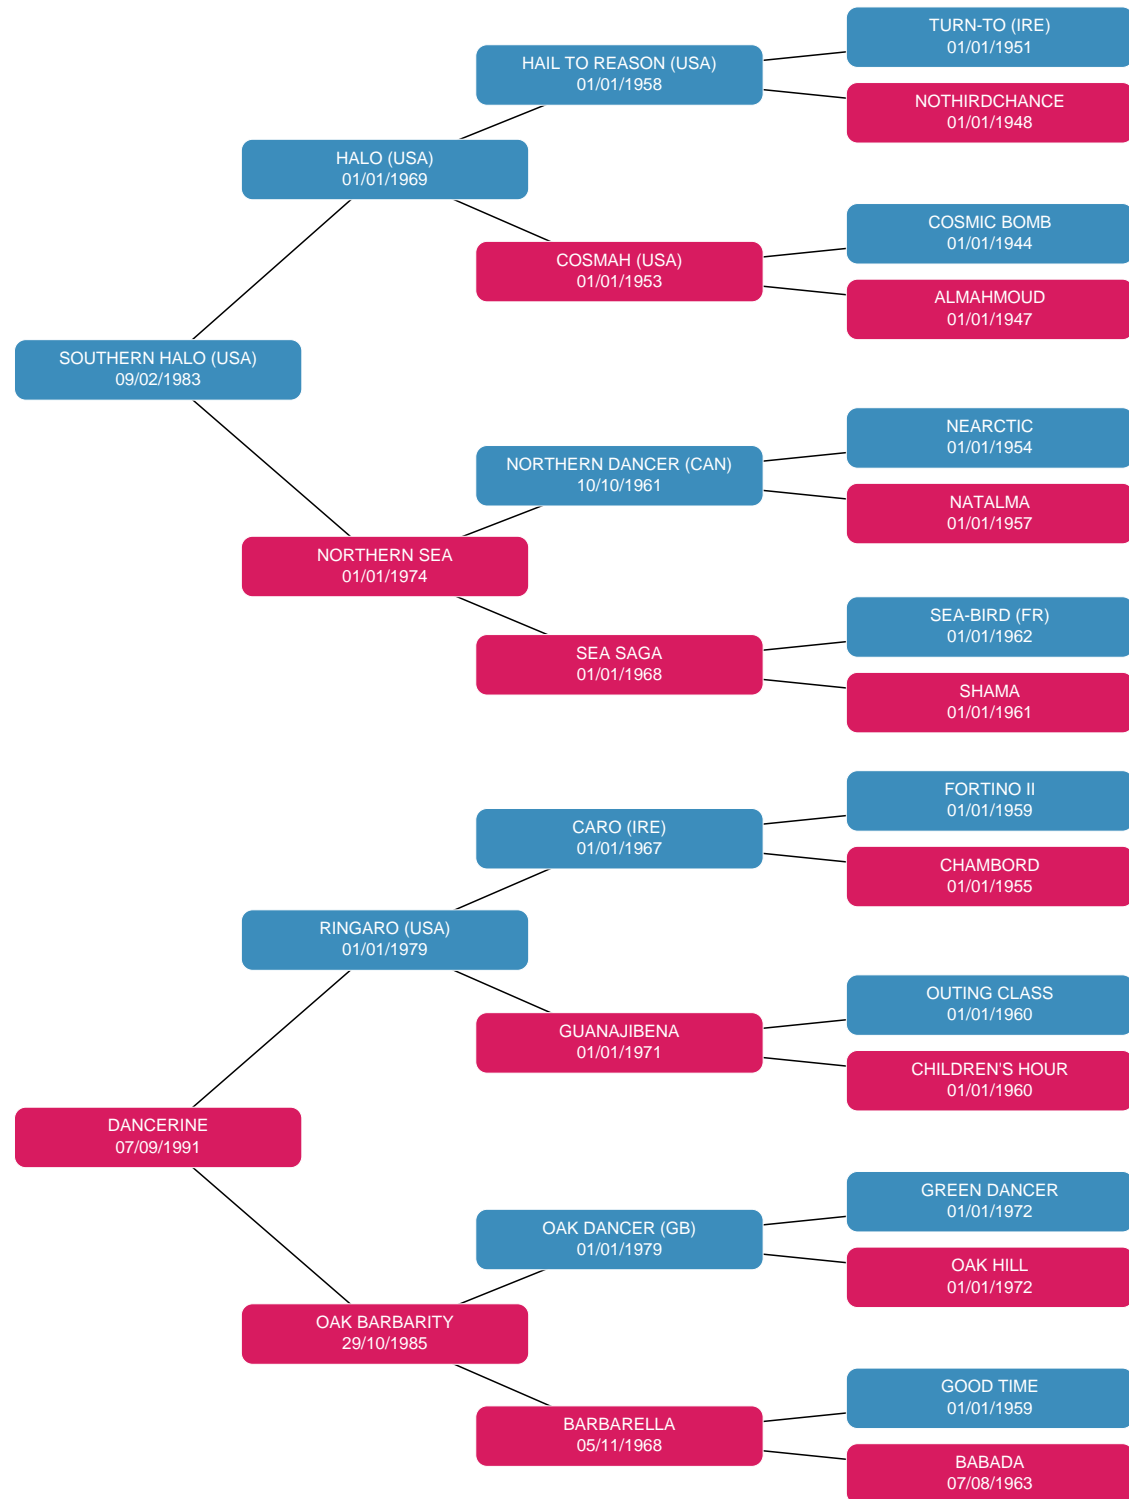 TURN-TO (IRE)
01/01/1951
HAIL TO REASON (USA)
01/01/1958
NOTHIRDCHANCE
01/01/1948
HALO (USA)
01/01/1969
COSMIC BOMB
01/01/1944
COSMAH (USA)
01/01/1953
ALMAHMOUD
01/01/1947
SOUTHERN HALO (USA)
09/02/1983
NEARCTIC
01/01/1954
NORTHERN DANCER (CAN)
10/10/1961
NATALMA
01/01/1957
NORTHERN SEA
01/01/1974
SEA-BIRD (FR)
01/01/1962
SEA SAGA
01/01/1968
SHAMA
01/01/1961
FORTINO II
01/01/1959
CARO (IRE)
01/01/1967
CHAMBORD
01/01/1955
RINGARO (USA)
01/01/1979
OUTING CLASS
01/01/1960
GUANAJIBENA
01/01/1971
CHILDREN'S HOUR
01/01/1960
DANCERINE
07/09/1991
GREEN DANCER
01/01/1972
OAK DANCER (GB)
01/01/1979
OAK HILL
01/01/1972
OAK BARBARITY
29/10/1985
GOOD TIME
01/01/1959
BARBARELLA
05/11/1968
BABADA
07/08/1963